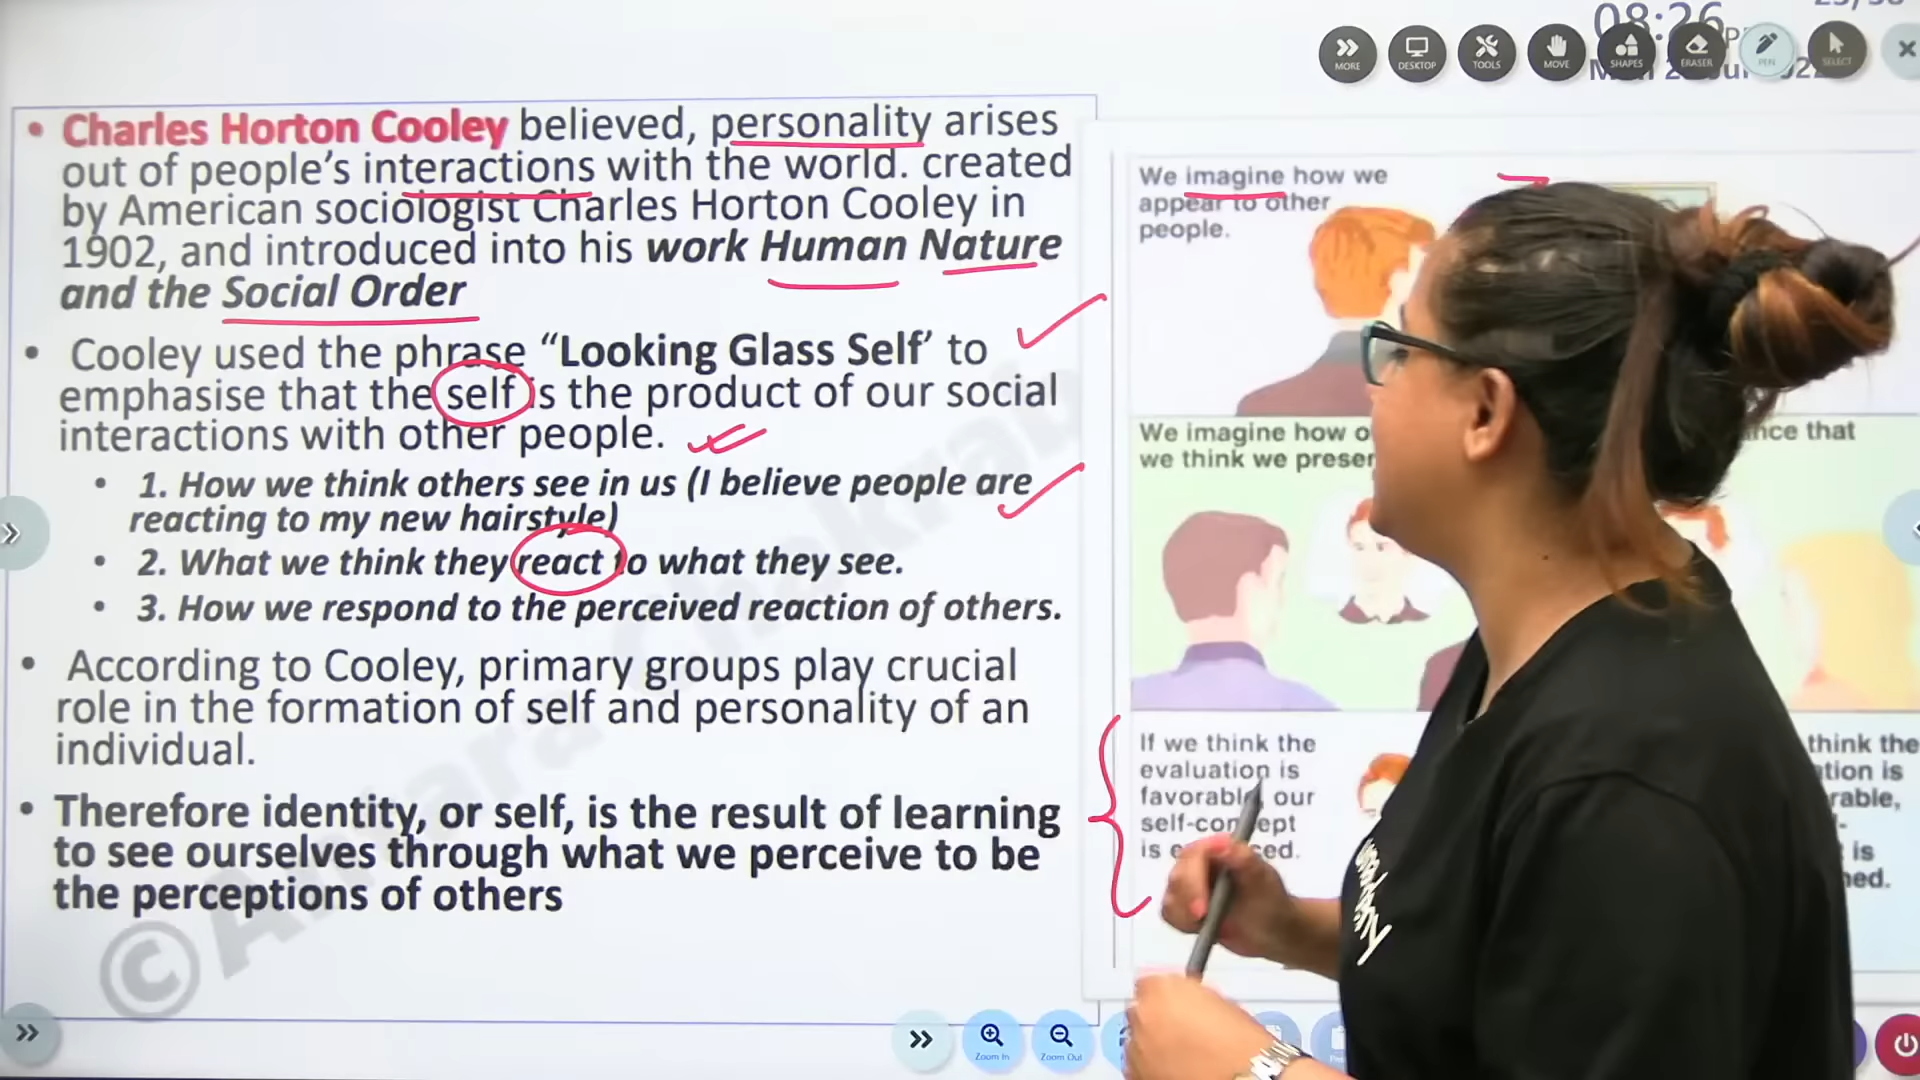 08:26
MORE
DESKTOP
TOOLS
MOVE
SHAPES
ERASER
PEN
SELECT
• Charles Horton Cooley believed, personality arises
out of people's interactions with the world. created
by American sociologist Charles Horton Cooley in
1902, and introduced into his work Human Nature
and the Social Order
• Cooley used the phrase “Looking Glass Self’ to
emphasise that the self is the product of our social
interactions with other people.
• 1. How we think others see in us (I believe people are
reacting to my new hairstyle)
• 2. What we think they react to what they see.
• 3. How we respond to the perceived reaction of others.
• According to Cooley, primary groups play crucial
role in the formation of self and personality of an
individual.
• Therefore identity, or self, is the result of learning
to see ourselves through what we perceive to be
the perceptions of others
We imagine how we
appear to other
people.
We imagine how
that
we think we
If we think the
evaluation is
favorable, our
self-concept
is
think the
is
is
Zoom In
Zoom Out